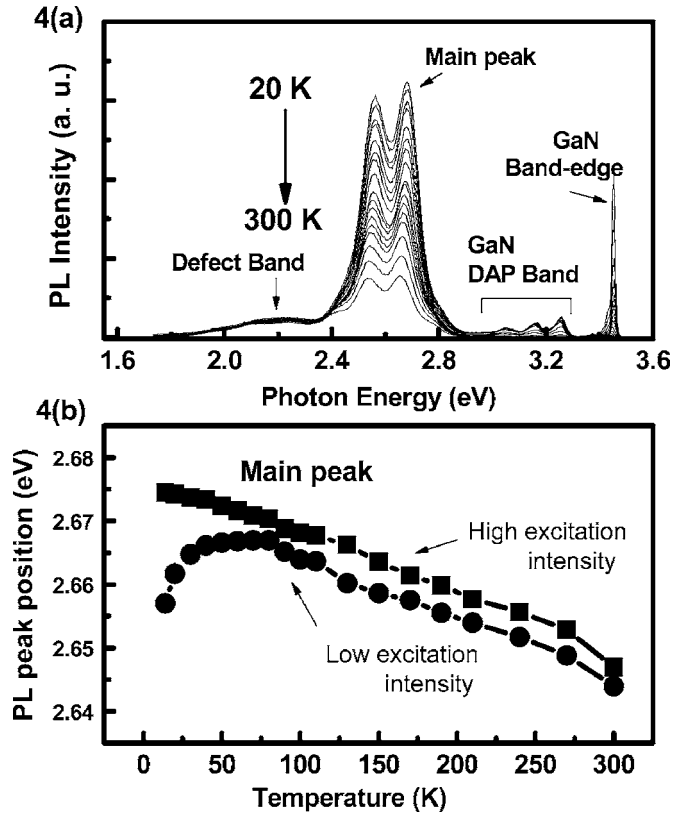 4(a)
Main peak
20 K
GaN
Band-edge
300 K
GaN
DAP Band
Defect Band
PL Intensity (a. u.)
1.6 2.0 2.4 2.8 3.2 3.6
Photon Energy (eV)
4(b)
2.68
Main peak
2.67
High excitation
intensity
2.66
Low excitation
intensity
2.65
2.64
PL peak position (eV)
0 50 100 150 200 250 300
Temperature (K)